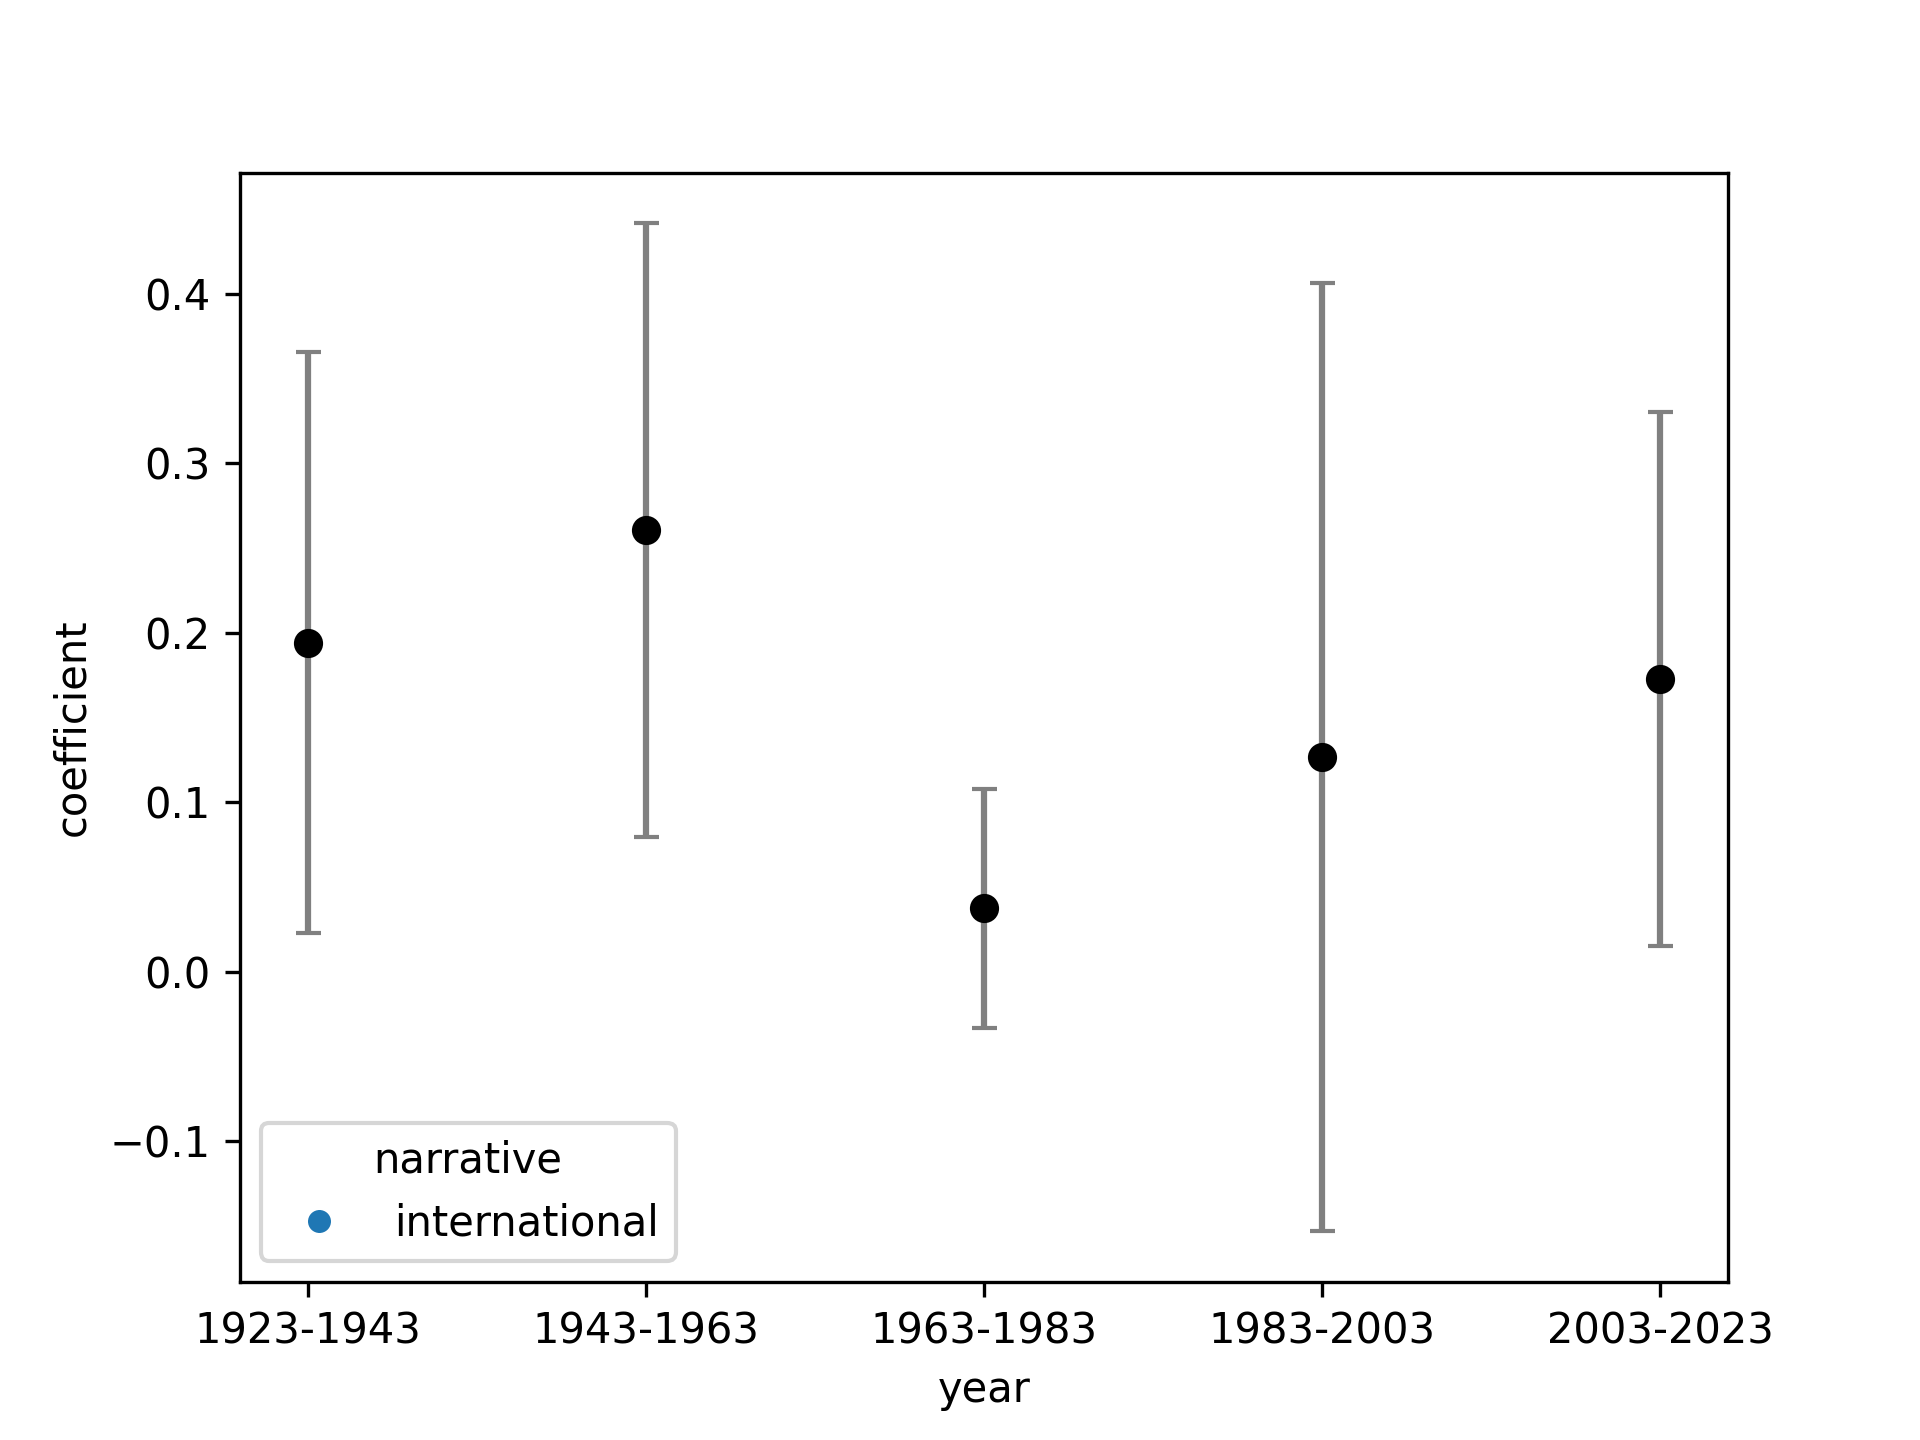 0.4
0.3
0.2
0.1
0.0
−0.1
coefficient
narrative
international
1923-1943 1943-1963 1963-1983 1983-2003 2003-2023
year